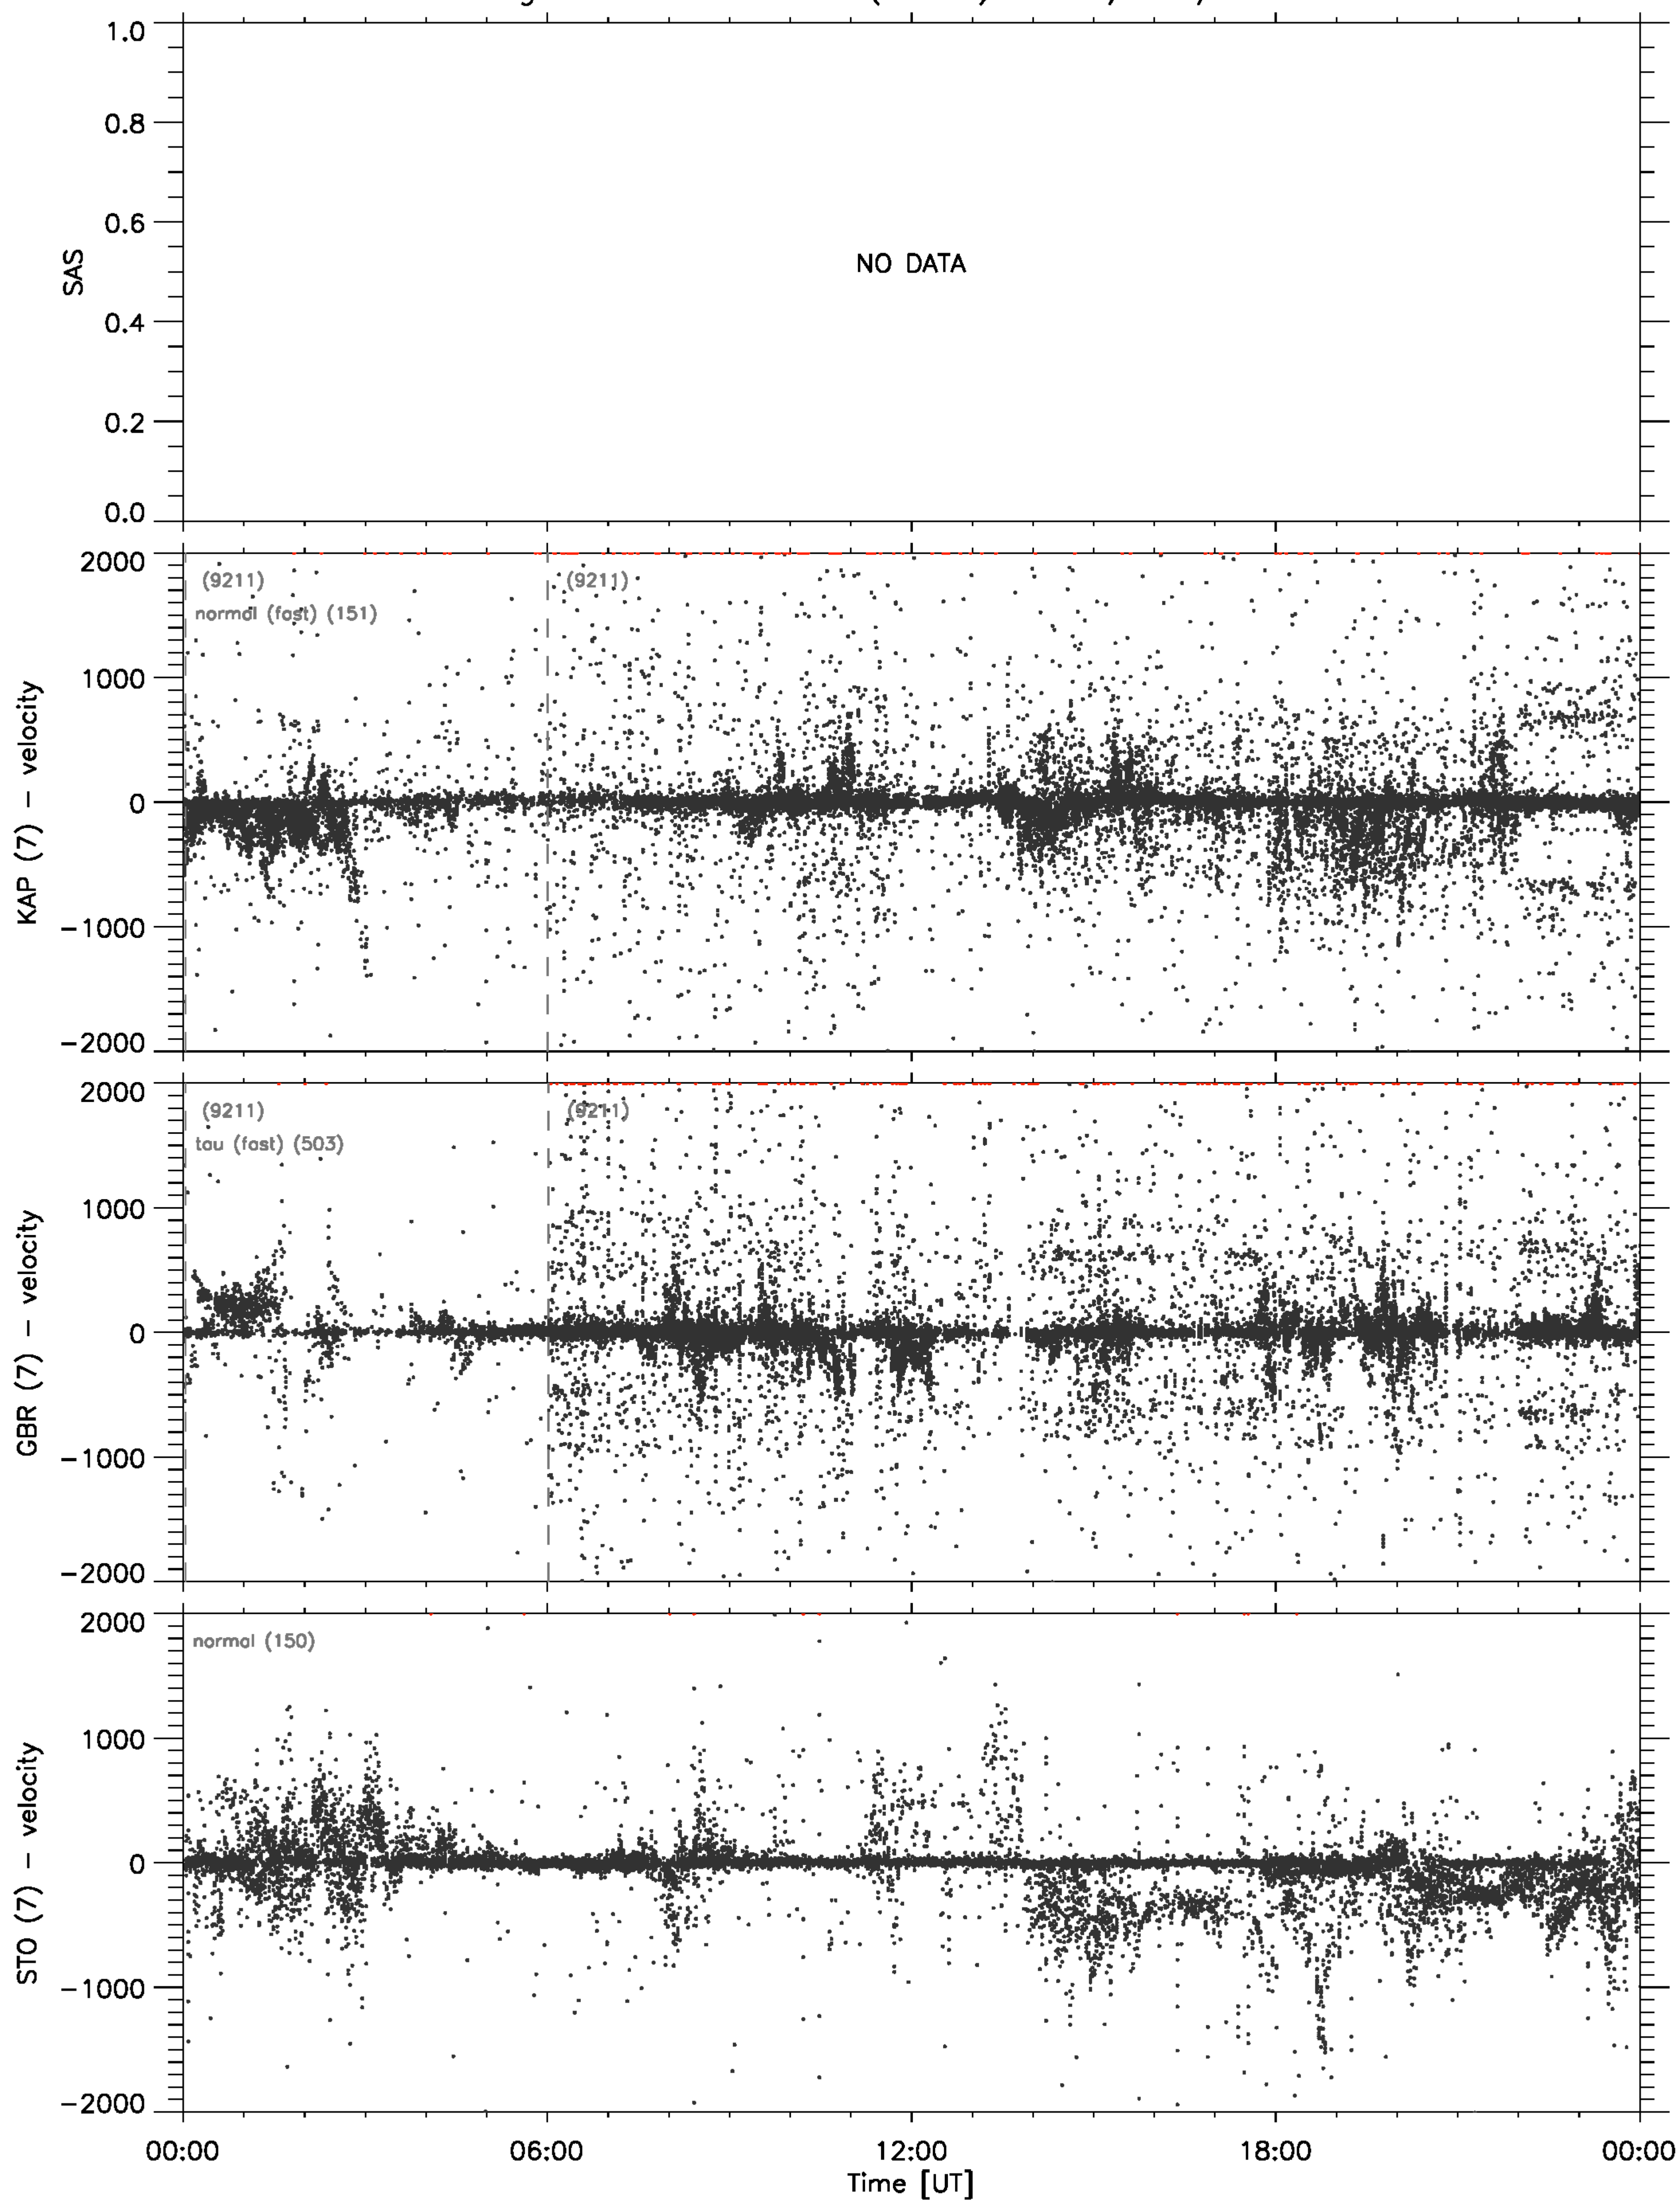 1.0
0.8
0.6
0.4
0.2
0.0
SAS
NO DATA
2000
1000
0
-1000
-2000
KAP (7) - velocity
(9211)
normal (fast) (151)
(9211)
2000
1000
0
-1000
-2000
GBR (7) - velocity
(9211)
tau (fast) (503)
(9211)
2000
1000
0
-1000
-2000
STO (7) - velocity
normal (150)
00:00 06:00 12:00 18:00 00:00
Time [UT]